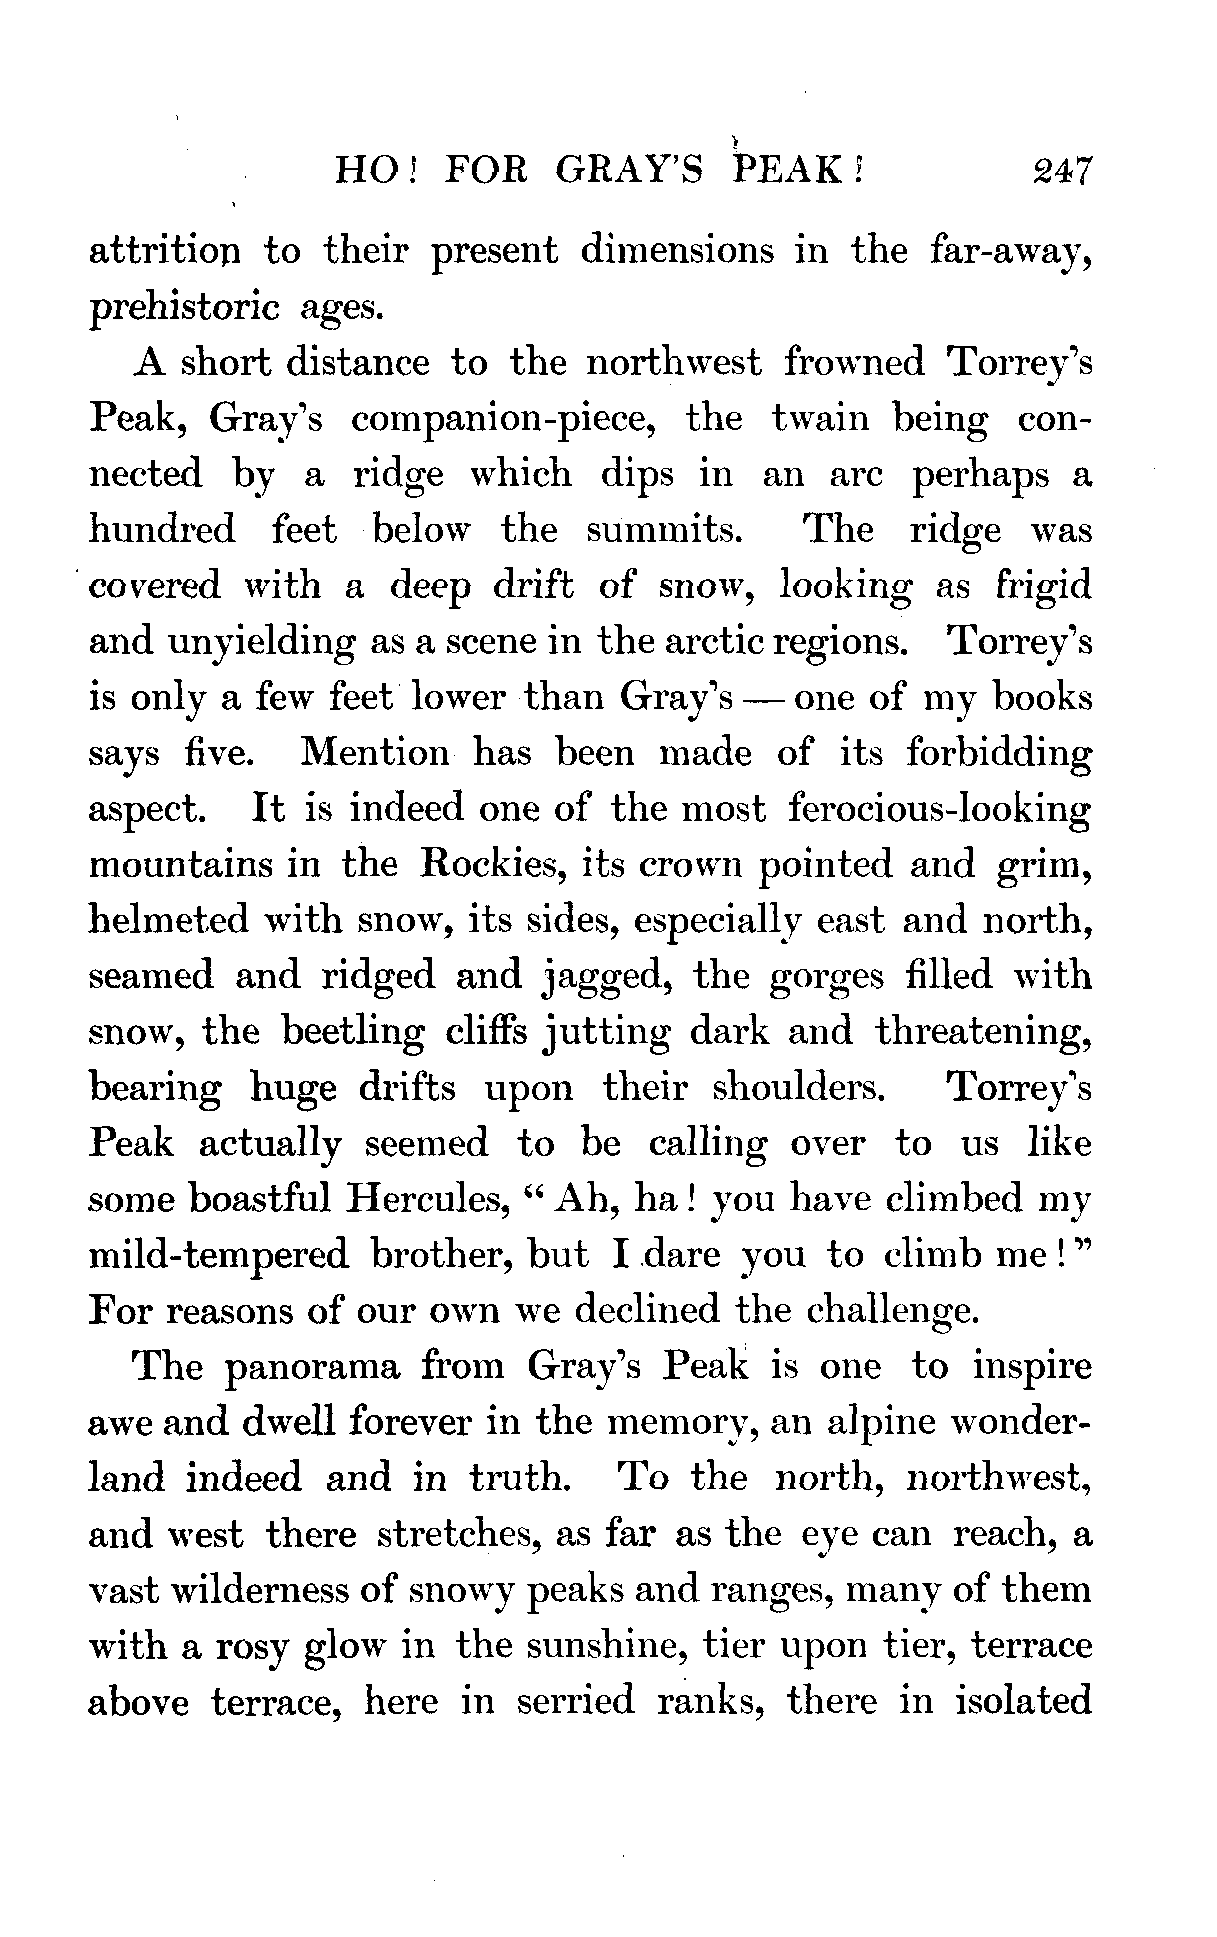 HO! FOR GRAY'S PEAK! 247
attrition to their present dimensions in the far-away,
prehistoric ages.
A short distance to the northwest frowned Torrey's
Peak, Gray's companion-piece, the twain being con-
nected by a ridge which dips in an arc perhaps a
hundred feet below the summits. The ridge was
covered with a deep drift of snow, looking as frigid
and unyielding as a scene in the arctic regions. Torrey's
is only a few feet lower than Gray's — one of my books
says five. Mention has been made of its forbidding
aspect. It is indeed one of the most ferocious-looking
mountains in the Rockies, its crown pointed and grim,
helmeted with snow, its sides, especially east and north,
seamed and ridged and jagged, the gorges filled with
snow, the beetling cliffs jutting dark and threatening,
bearing huge drifts upon their shoulders. Torrey's
Peak actually seemed to be calling over to us like
some boastful Hercules, "Ah, ha! you have climbed my
mild-tempered brother, but I dare you to climb me!"
For reasons of our own we declined the challenge.
The panorama from Gray's Peak is one to inspire
awe and dwell forever in the memory, an alpine wonder-
land indeed and in truth. To the north, northwest,
and west there stretches, as far as the eye can reach, a
vast wilderness of snowy peaks and ranges, many of them
with a rosy glow in the sunshine, tier upon tier, terrace
above terrace, here in serried ranks, there in isolated